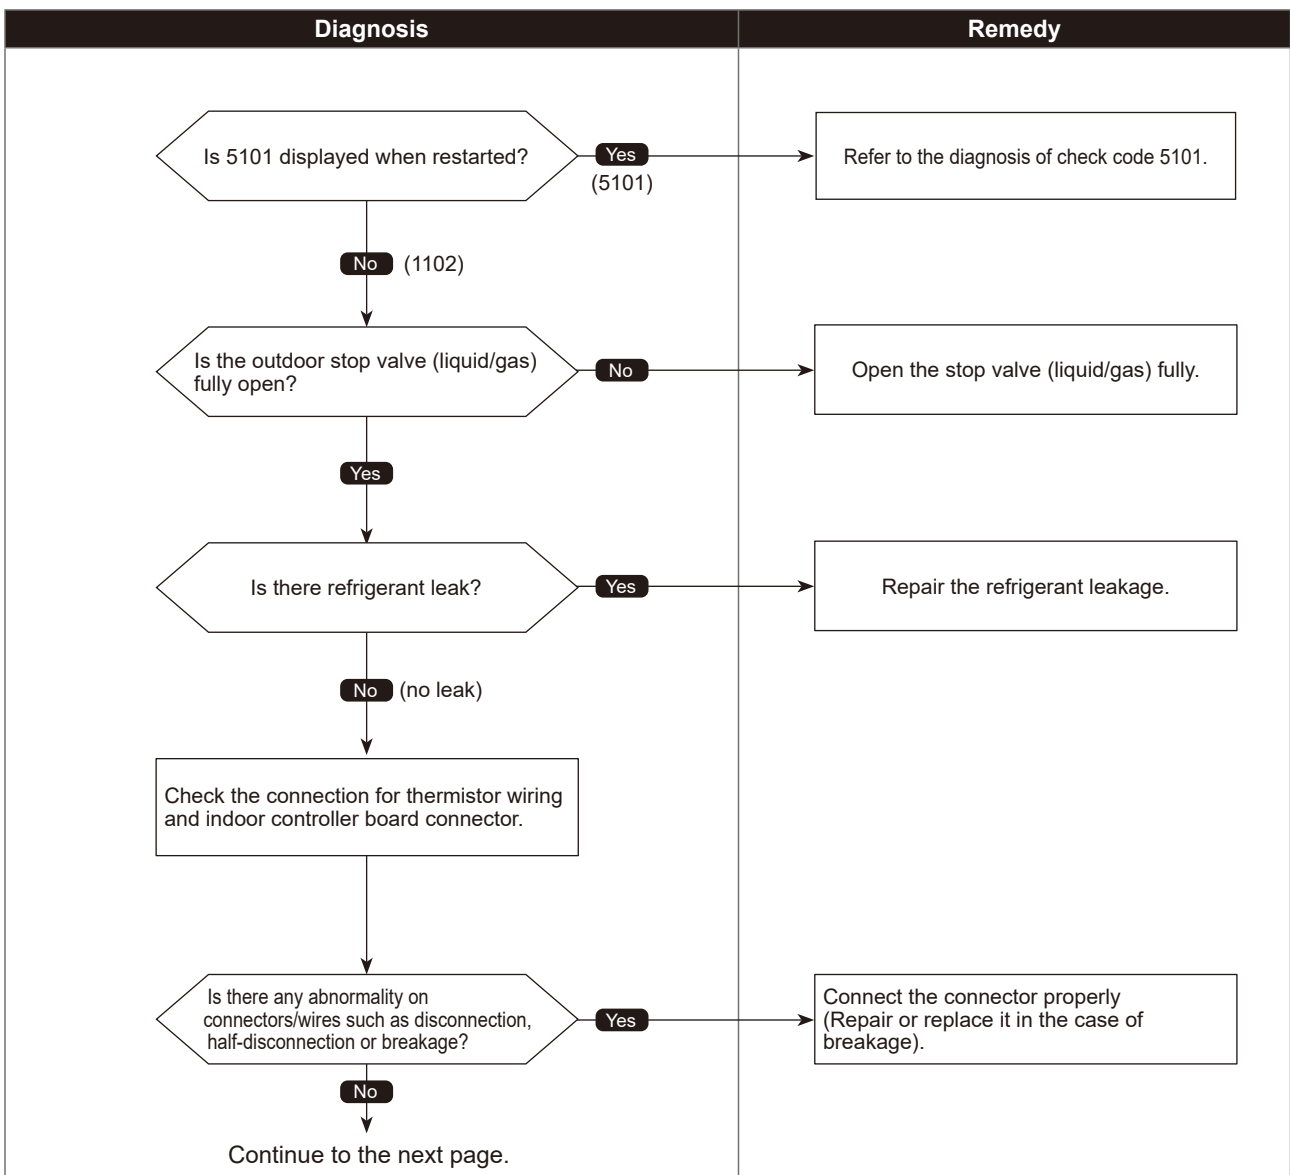 Diagnosis
Remedy
Is 5101 displayed when restarted?
Yes
(5101)
Refer to the diagnosis of check code 5101.
No (1102)
Is the outdoor stop valve (liquid/gas)
fully open?
No
Open the stop valve (liquid/gas) fully.
Yes
Is there refrigerant leak?
Yes
Repair the refrigerant leakage.
No (no leak)
Check the connection for thermistor wiring
and indoor controller board connector.
Is there any abnormality on
connectors/wires such as disconnection,
half-disconnection or breakage?
Yes
Connect the connector properly
(Repair or replace it in the case of
breakage).
No
Continue to the next page.